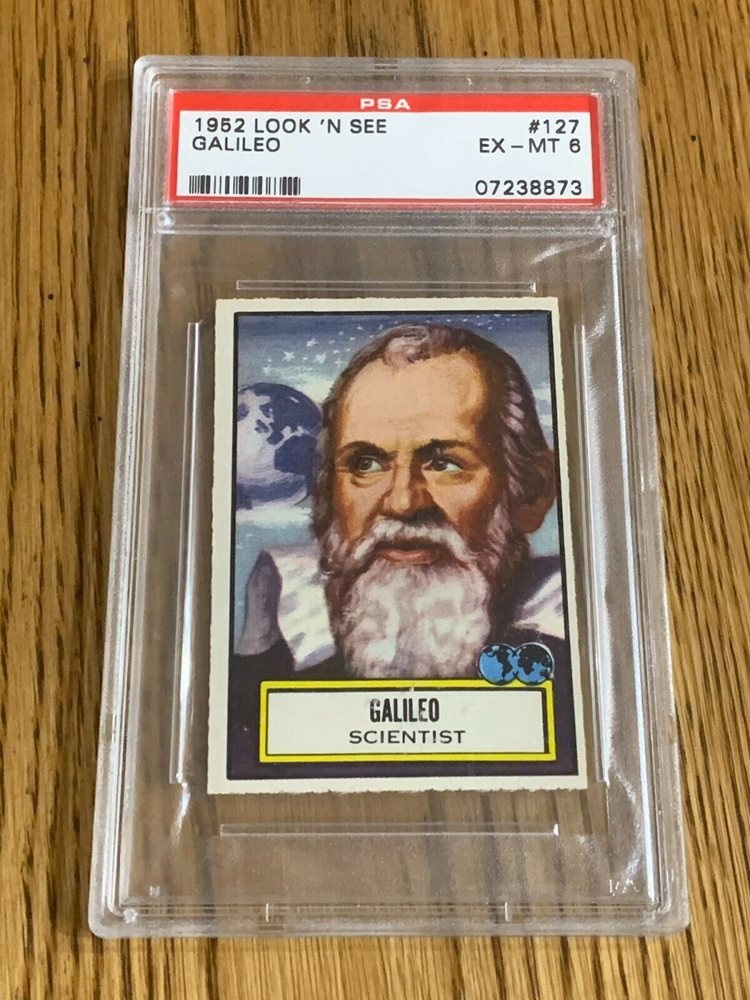 PSA
1952 LOOK 'N SEE #127
GALILEO EX - MT 6
07238873
GALILEO
SCIENTIST